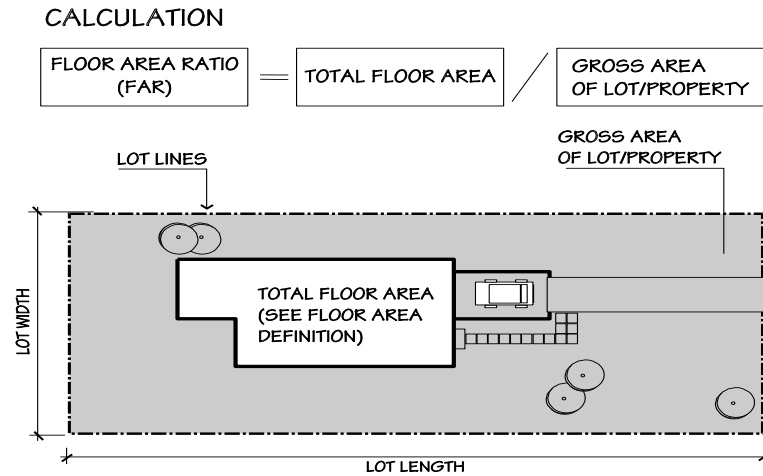 CALCULATION
FLOOR AREA RATIO
(FAR)
=
TOTAL FLOOR AREA
/
GROSS AREA
OF LOT/PROPERTY
GROSS AREA
OF LOT/PROPERTY
LOT LINES
TOTAL FLOOR AREA
(SEE FLOOR AREA
DEFINITION)
LOT WIDTH
LOT LENGTH